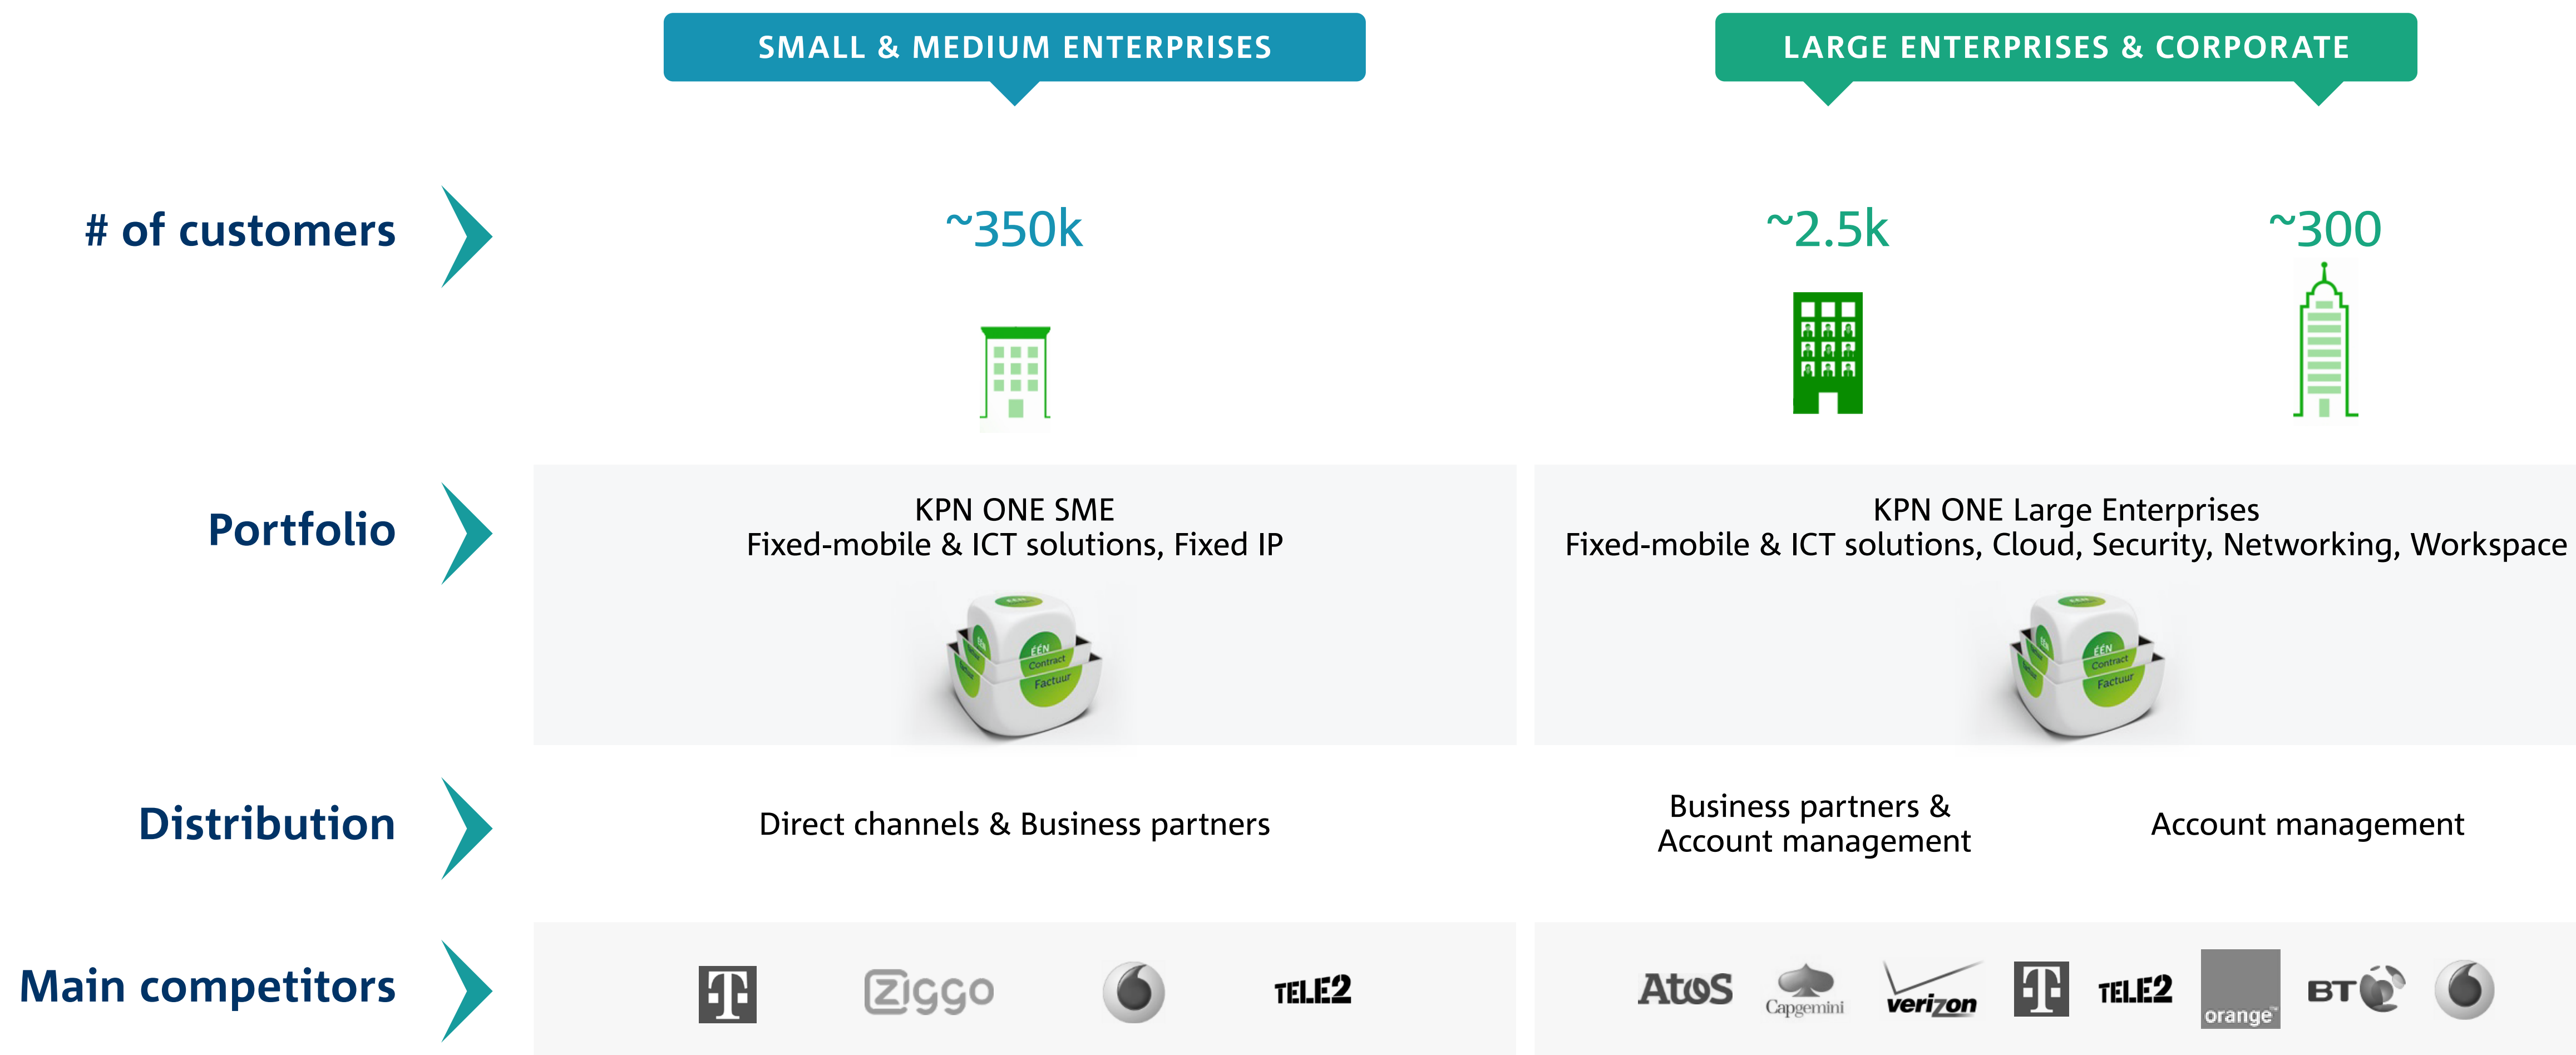 SMALL & MEDIUM ENTERPRISES
LARGE ENTERPRISES & CORPORATE
# of customers
~350k
~2.5k
~300
Portfolio
KPN ONE SME
Fixed-mobile & ICT solutions, Fixed IP
ÉÉN
Contract
Factuur
KPN ONE Large Enterprises
Fixed-mobile & ICT solutions, Cloud, Security, Networking, Workspace
ÉÉN
Contract
Factuur
Distribution
Direct channels & Business partners
Business partners &
Account management
Account management
Main competitors
T
Ziggo
TELE2
Atos
Capgemini
verizon
T
TELE2
orange
BT